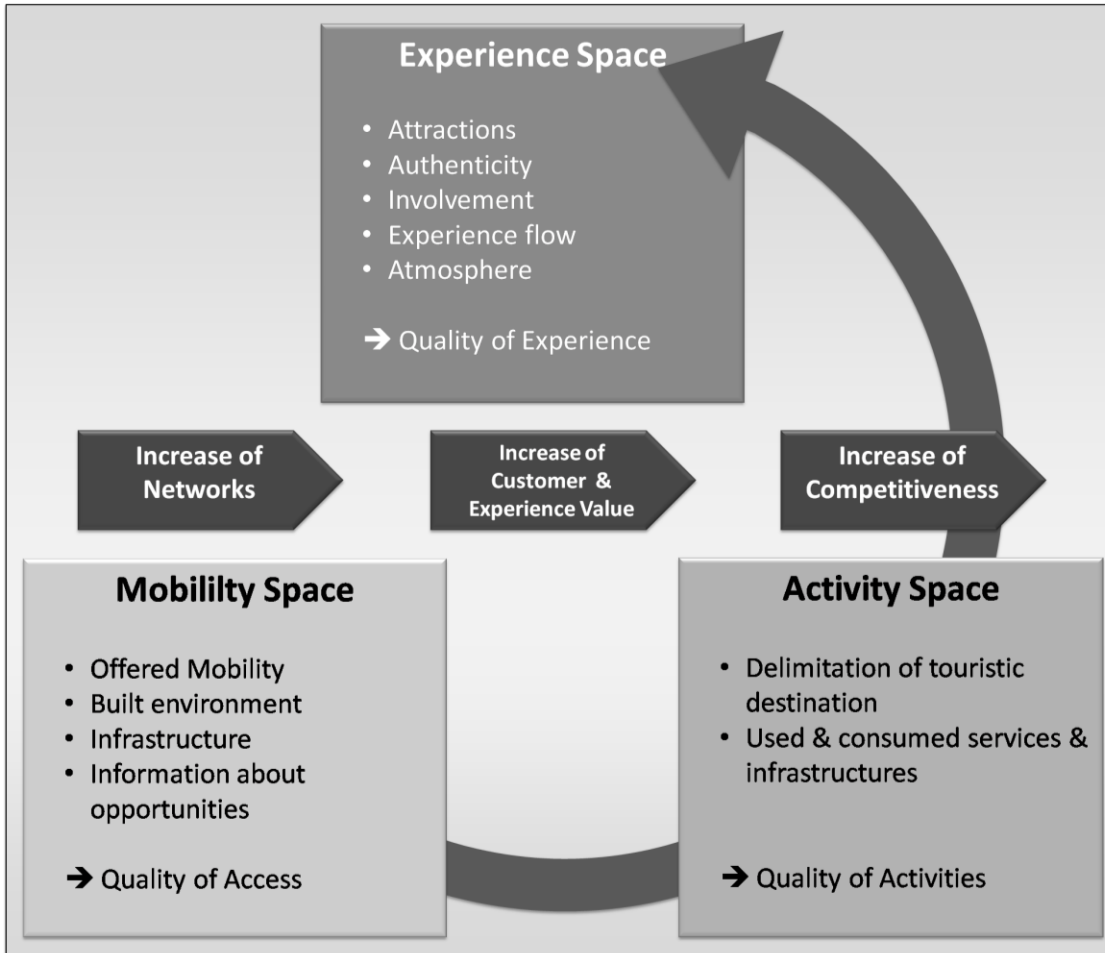 Experience Space
• Attractions
• Authenticity
• Involvement
• Experience flow
• Atmosphere
➔ Quality of Experience
Increase of
Networks
Increase of
Customer &
Experience Value
Increase of
Competitiveness
Mobililty Space
• Offered Mobility
• Built environment
• Infrastructure
• Information about
opportunities
➔ Quality of Access
Activity Space
• Delimitation of touristic
destination
• Used & consumed services &
infrastructures
➔ Quality of Activities